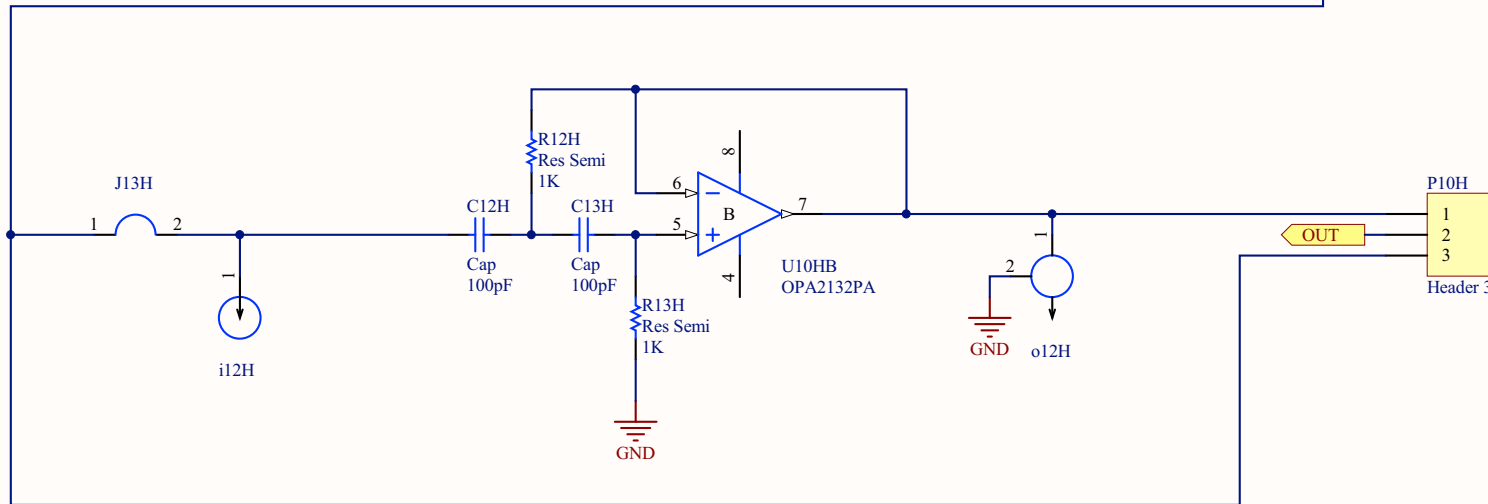 R12H
Res Semi
1K
8
J13H
1
2
6
7
B
5
C12H
Cap
100pF
C13H
Cap
100pF
4
U10HB
OPA2132PA
P10H
1
2
3
Header 3
OUT
1
2
GND
o12H
1
i12H
R13H
Res Semi
1K
GND